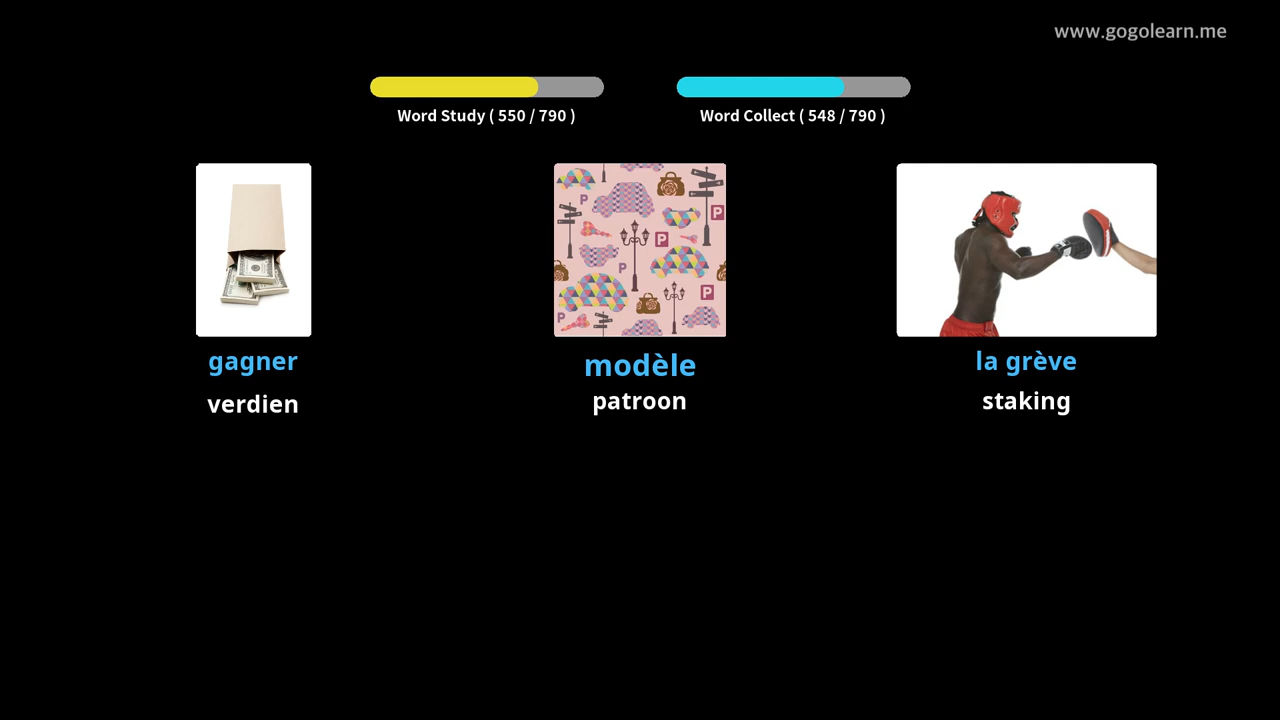 www.gogolearn.me
Word Study ( 550 / 790 )
Word Collect ( 548 / 790 )
P
P
P
P
P
P
gagner
modèle
la grève
verdien
patroon
staking